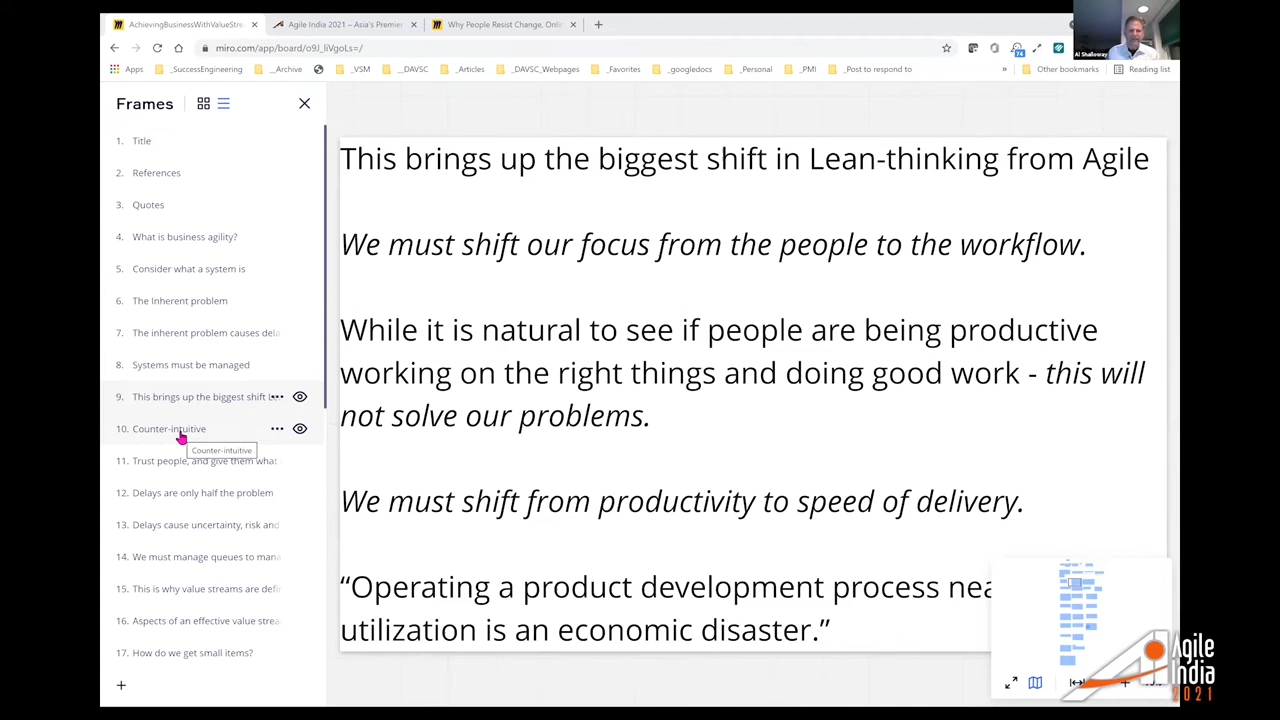 AchievingBusinessWithValueStre
Agile India 2021 – Asia's Premier
Why People Resist Change, Onli
miro.com/app/board/o9J_liVgoLs=/
Apps
_SuccessEngineering
__Archive
_VSM
__DAVSC
_Articles
_DAVSC_Webpages
_Favorites
_googledocs
_Personal
_PMI
_Post to respond to
»
Other bookmarks
Reading list
Al Shalloway
Frames
1. Title
2. References
3. Quotes
4. What is business agility?
5. Consider what a system is
6. The Inherent problem
7. The inherent problem causes dela
8. Systems must be managed
9. This brings up the biggest shift
10. Counter-intuitive
Counter-intuitive
11. Trust people, and give them what
12. Delays are only half the problem
13. Delays cause uncertainty, risk and
14. We must manage queues to mana
15. This is why value streams are defi
16. Aspects of an effective value strea
17. How do we get small items?
This brings up the biggest shift in Lean-thinking from Agile
We must shift our focus from the people to the workflow.
While it is natural to see if people are being productive
working on the right things and doing good work - this will
not solve our problems.
We must shift from productivity to speed of delivery.
“Operating a product development process nea
utilization is an economic disaster.”
Agile
India
2021